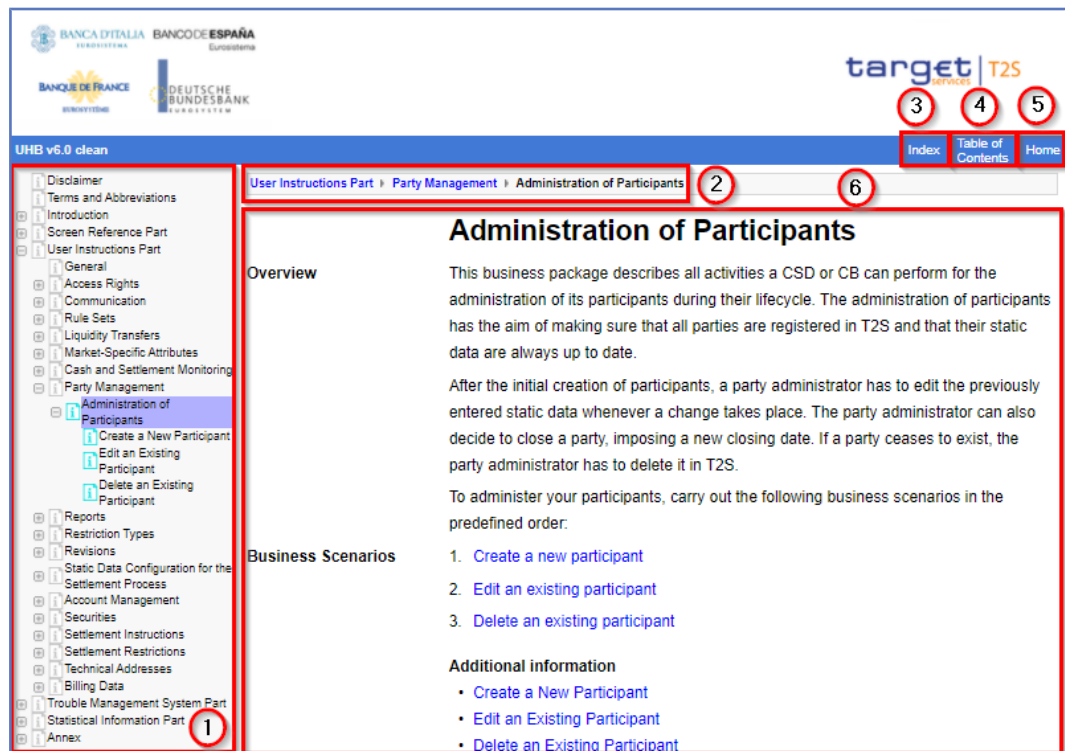 BANCA D'ITALIA
EUROSISTEMA
BANCODEESPAÑA
Eurosistema
BANQUE DE FRANCE
EUROSYSTÈME
DEUTSCHE
BUNDESBANK
EUROSYSTEM
target | T2S
services
3
4
5
UHB v6.0 clean
Index
Table of
Contents
Home
Disclaimer
Terms and Abbreviations
Introduction
Screen Reference Part
User Instructions Part
General
Access Rights
Communication
Rule Sets
Liquidity Transfers
Market-Specific Attributes
Cash and Settlement Monitoring
Party Management
Administration of
Participants
Create a New Participant
Edit an Existing
Participant
Delete an Existing
Participant
Reports
Restriction Types
Revisions
Static Data Configuration for the
Settlement Process
Account Management
Securities
Settlement Instructions
Settlement Restrictions
Technical Addresses
Billing Data
Trouble Management System Part
Statistical Information Part
Annex
1
User Instructions Part Party Management Administration of Participants
2
6
Administration of Participants
Overview
This business package describes all activities a CSD or CB can perform for the
administration of its participants during their lifecycle. The administration of participants
has the aim of making sure that all parties are registered in T2S and that their static
data are always up to date.
After the initial creation of participants, a party administrator has to edit the previously
entered static data whenever a change takes place. The party administrator can also
decide to close a party, imposing a new closing date. If a party ceases to exist, the
party administrator has to delete it in T2S.
To administer your participants, carry out the following business scenarios in the
predefined order:
Business Scenarios
1. Create a new participant
2. Edit an existing participant
3. Delete an existing participant
Additional information
• Create a New Participant
• Edit an Existing Participant
• Delete an Existing Participant